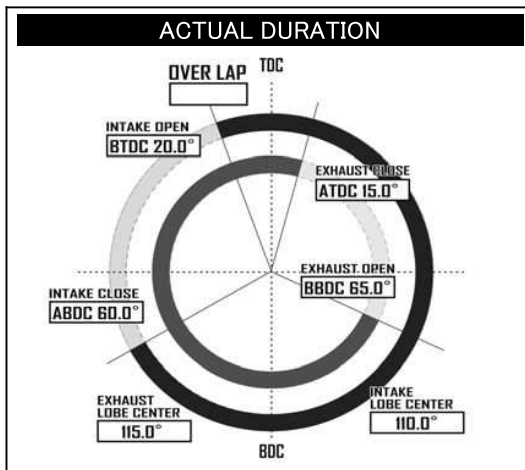 ACTUAL DURATION
OVER LAP
TDC
INTAKE OPEN
BTDC 20.0°
EXHAUST CLOSE
ATDC 15.0°
EXHAUST OPEN
BBDC 65.0°
INTAKE CLOSE
ABDC 60.0°
EXHAUST
LOBE CENTER
115.0°
INTAKE
LOBE CENTER
110.0°
BDC